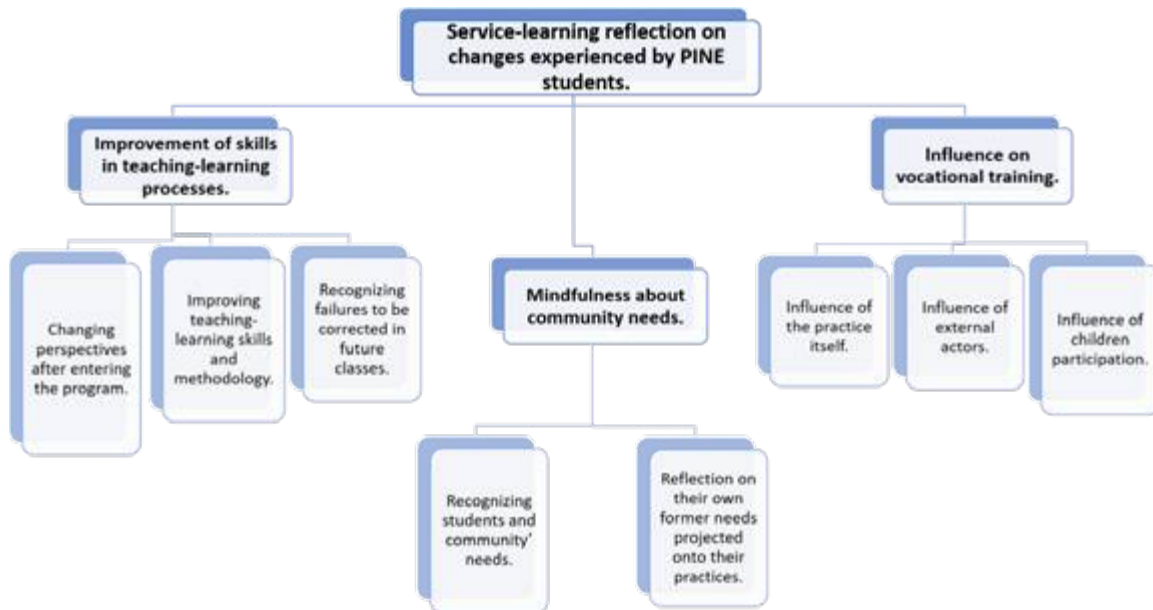 Service-learning reflection on
changes experienced by PINE
students.
Improvement of skills
in teaching-learning
processes.
Influence on
vocational training.
Mindfulness about
community needs.
Changing
perspectives
after entering
the program.
Improving
teaching-
learning skills
and
methodology.
Recognizing
failures to be
corrected in
future
classes.
Influence of
the practice
itself.
Influence of
external
actors.
Influence of
children
participation.
Recognizing
students and
community’
needs.
Reflection on
their own
former needs
projected
onto their
practices.